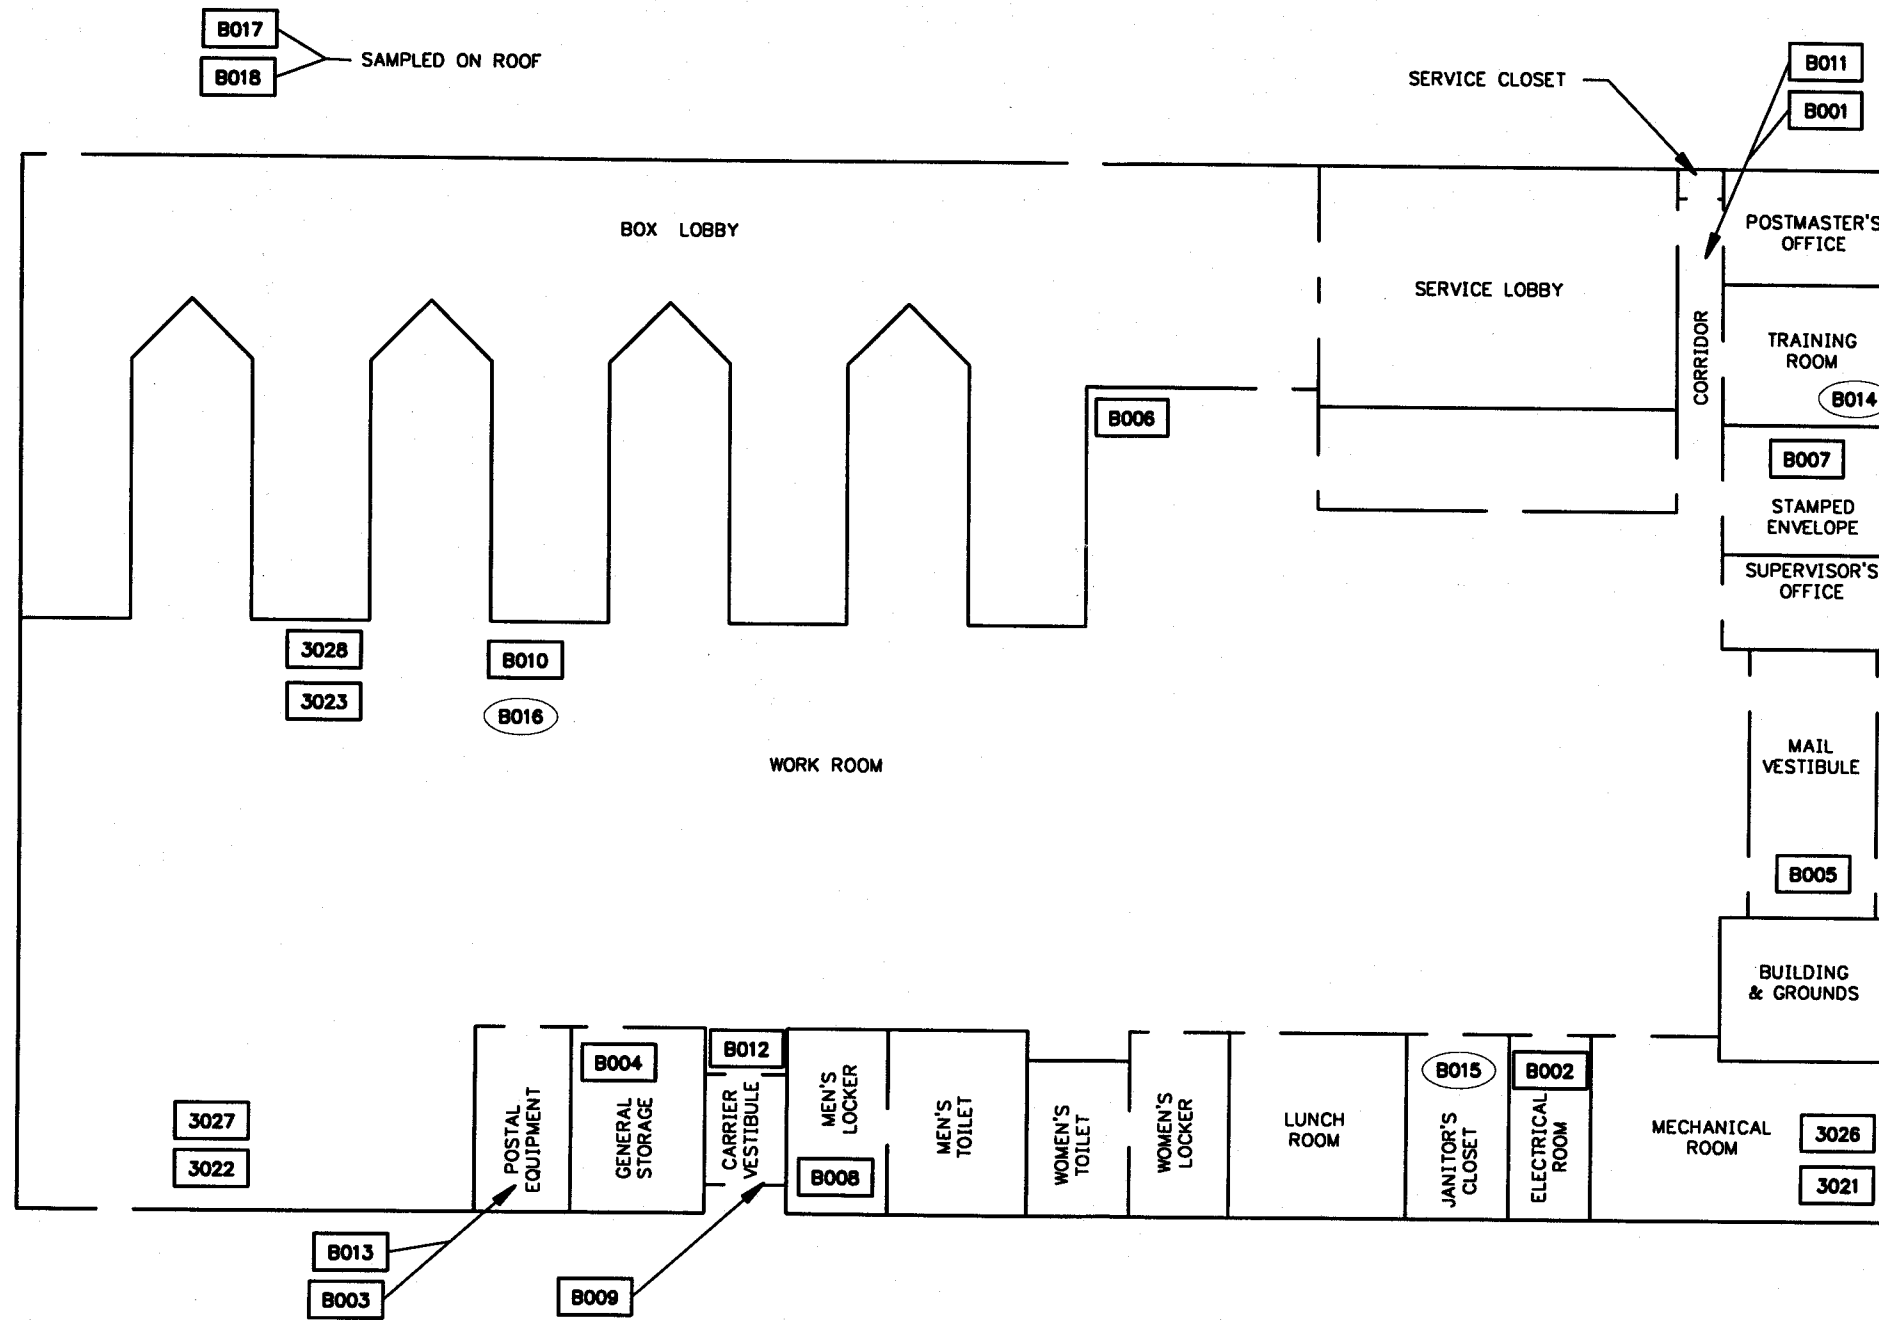 B017
B018
SAMPLED ON ROOF
SERVICE CLOSET
B011
B001
BOX LOBBY
SERVICE LOBBY
CORRIDOR
POSTMASTER'S
OFFICE
TRAINING
ROOM
B014
B006
B007
STAMPED
ENVELOPE
SUPERVISOR'S
OFFICE
3028
3023
B010
B016
WORK ROOM
MAIL
VESTIBULE
B005
BUILDING
& GROUNDS
3027
3022
POSTAL
EQUIPMENT
B004
GENERAL
STORAGE
B012
CARRIER
VESTIBULE
MEN'S
LOCKER
B008
MEN'S
TOILET
WOMEN'S
TOILET
WOMEN'S
LOCKER
LUNCH
ROOM
B015
JANITOR'S
CLOSET
B002
ELECTRICAL
ROOM
MECHANICAL
ROOM
3026
3021
B013
B003
B009